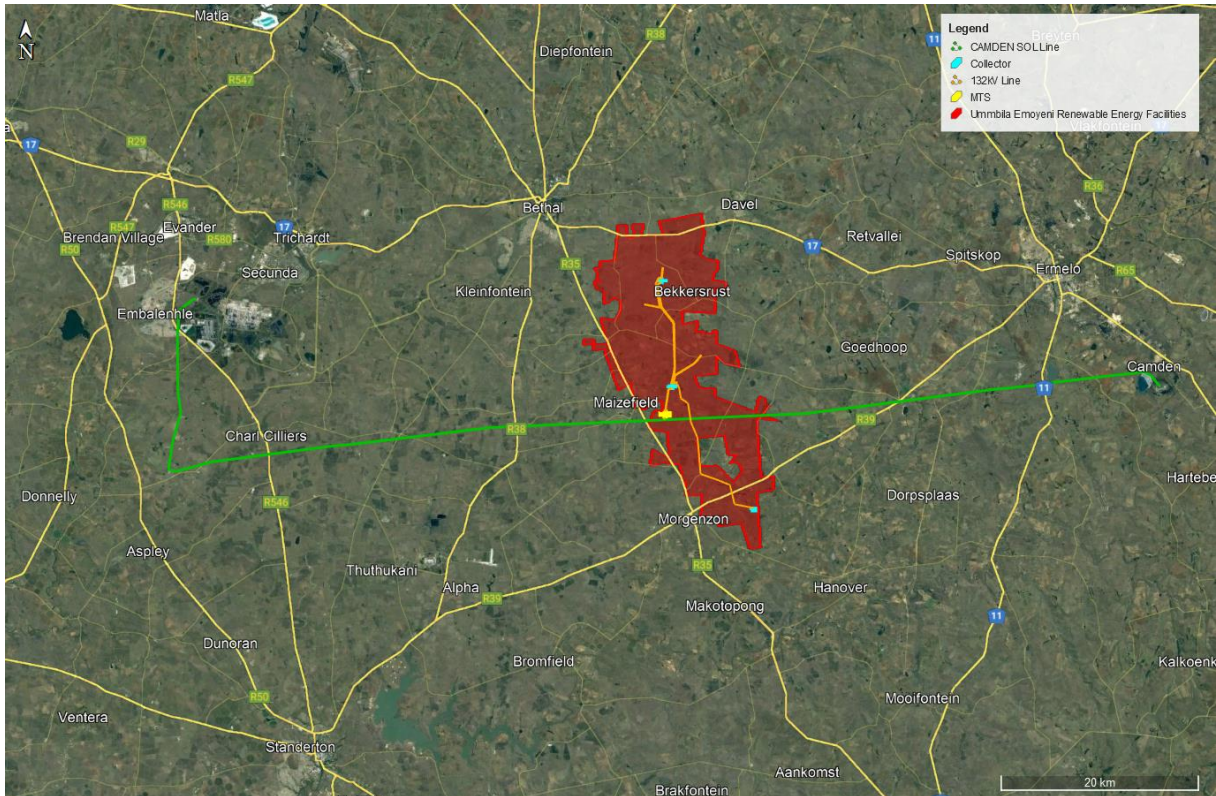 Matla
R38
Diepfontein
N
R547
17
R29
R546
R547
Evander
Brendan Village
R580
17
Trichardt
R50
Secunda
Embalenhle
Bethal
R35
Kleinfontein
Davel
17
Retvallei
Spitskop
Ermelo
R65
R36
11
Breyten
Bekkersrust
Goedhoop
Camden
11
Maizefield
R38
R39
Charl Cilliers
R546
Donnelly
Aspley
Morgenzon
Dorpsplaas
Hartebe
Thuthukani
Alpha
R39
R35
Hanover
Makotopong
11
Dunoran
Bromfield
Kalkoenk
Mooifontein
R50
Ventera
Standerton
Aankomst
Brakfontein
20 km
Legend
CAMDEN SOL Line
Collector
132kV Line
MTS
Ummbila Emoyeni Renewable Energy Facilities